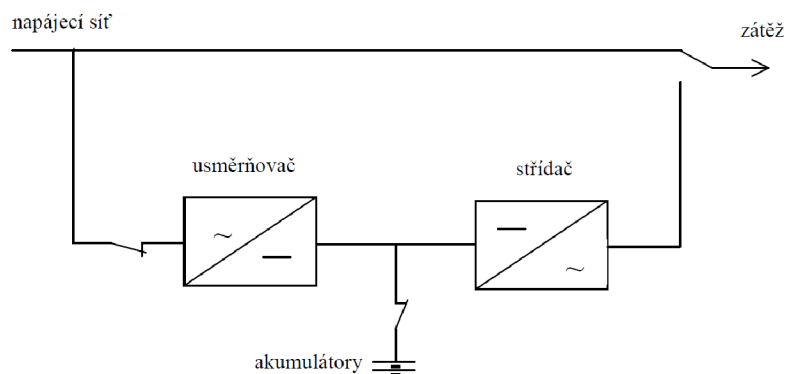 napájecí síť
zátěž
usměrňovač
střídač
akumulátory